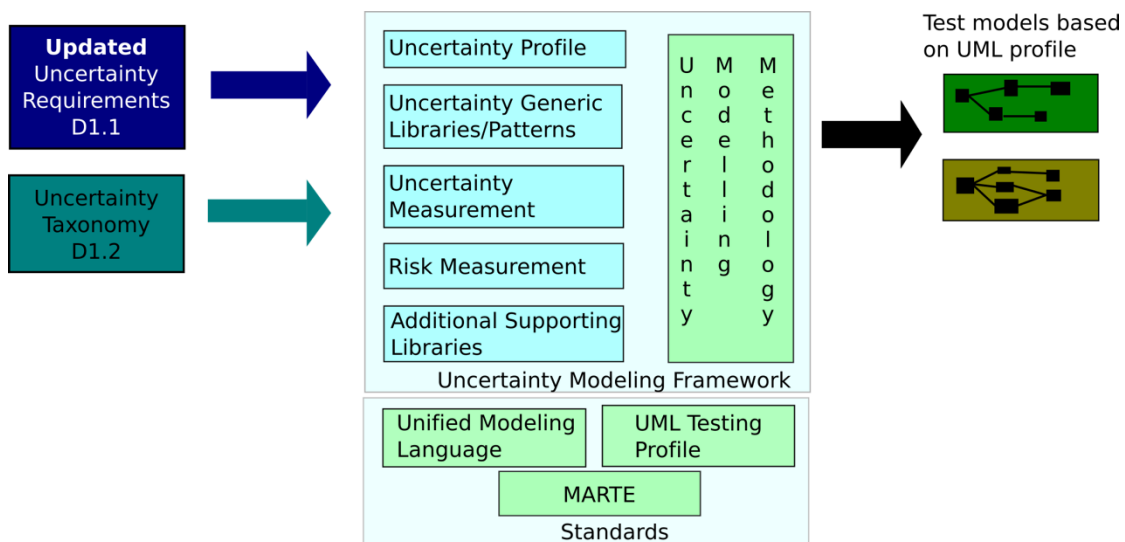 Updated
Uncertainty
Requirements
D1.1
Uncertainty
Taxonomy
D1.2
Uncertainty Profile
Uncertainty Generic
Libraries/Patterns
Uncertainty
Measurement
Risk Measurement
Additional Supporting
Libraries
Uncertainty
Modelling
Methodology
Uncertainty Modeling Framework
Unified Modeling
Language
UML Testing
Profile
MARTE
Standards
Test models based
on UML profile